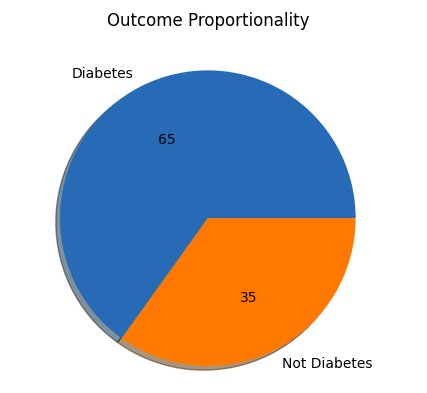 Outcome Proportionality
Diabetes
65
35
Not Diabetes